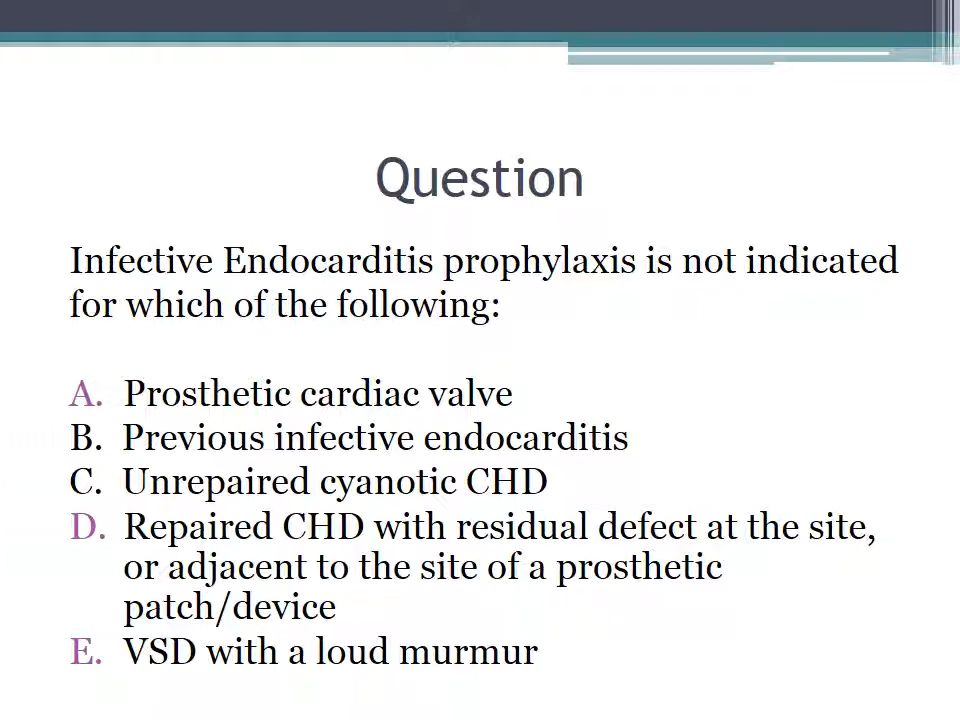 Question
Infective Endocarditis prophylaxis is not indicated
for which of the following:
A. Prosthetic cardiac valve
B. Previous infective endocarditis
C. Unrepaired cyanotic CHD
D. Repaired CHD with residual defect at the site,
or adjacent to the site of a prosthetic
patch/device
E. VSD with a loud murmur